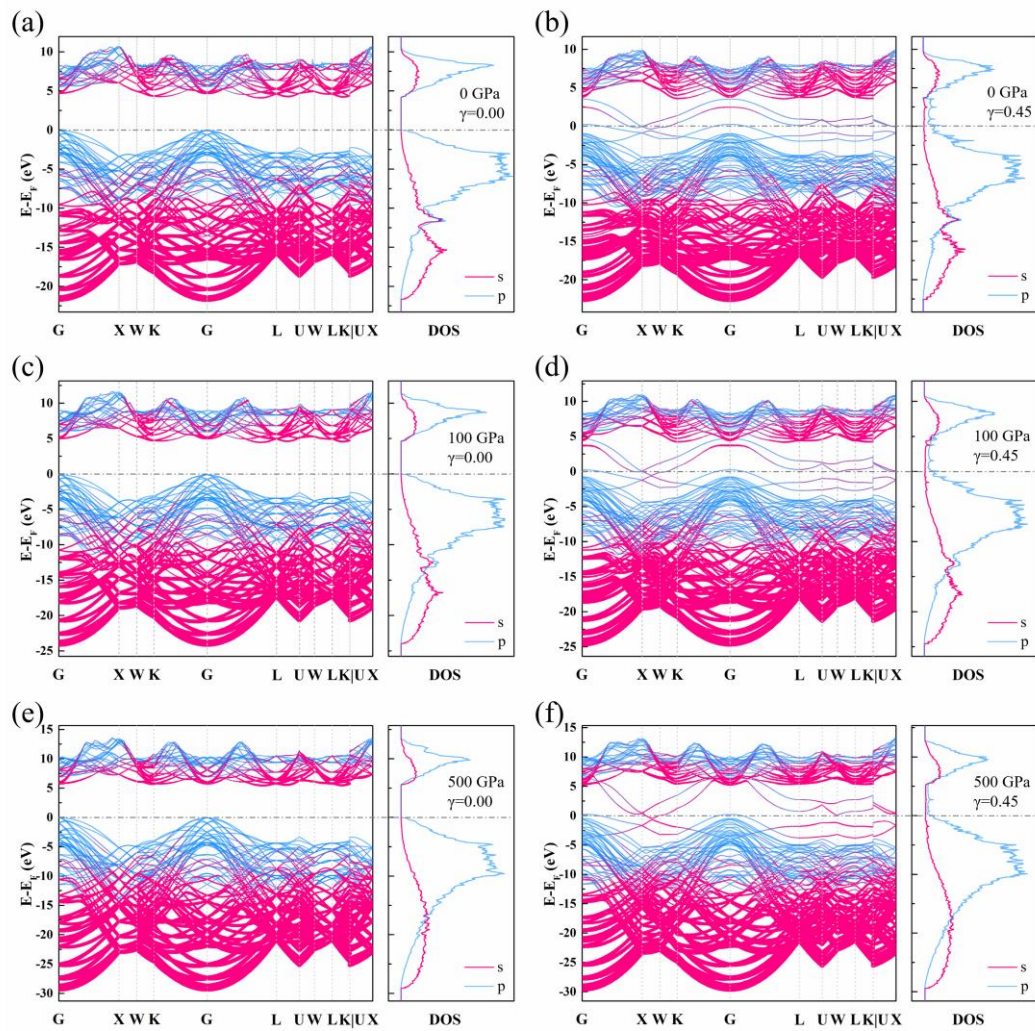 (a)
10
5
0
-5
-10
-15
-20
E-E_F (eV)
G X W K G L U W L K|U X
0 GPa
γ=0.00
s
p
DOS
(b)
10
5
0
-5
-10
-15
-20
G X W K G L U W L K|U X
0 GPa
γ=0.45
s
p
DOS
(c)
10
5
0
-5
-10
-15
-20
-25
E-E_F (eV)
G X W K G L U W L K|U X
100 GPa
γ=0.00
s
p
DOS
(d)
10
5
0
-5
-10
-15
-20
-25
G X W K G L U W L K|U X
100 GPa
γ=0.45
s
p
DOS
(e)
15
10
5
0
-5
-10
-15
-20
-25
-30
E-E_F (eV)
G X W K G L U W L K|U X
500 GPa
γ=0.00
s
p
DOS
(f)
15
10
5
0
-5
-10
-15
-20
-25
-30
G X W K G L U W L K|U X
500 GPa
γ=0.45
s
p
DOS